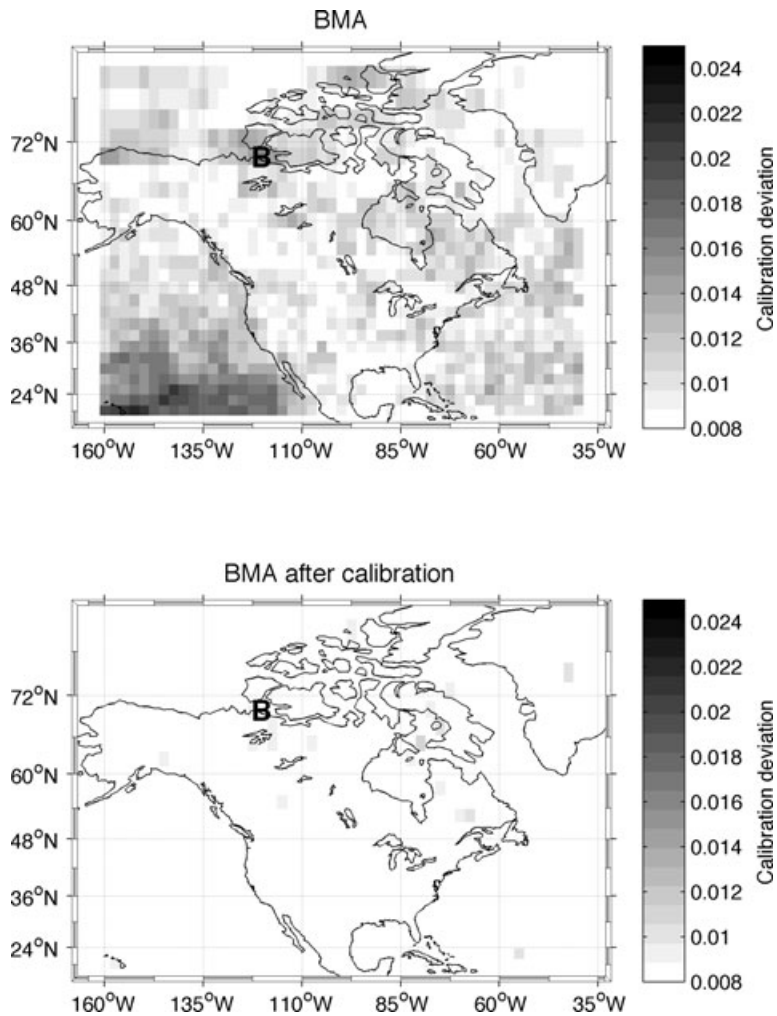 BMA
72°N
60°N
48°N
36°N
24°N
B
160°W 135°W 110°W 85°W 60°W 35°W
0.024
0.022
0.02
0.018
0.016
0.014
0.012
0.01
0.008
Calibration deviation
BMA after calibration
72°N
60°N
48°N
36°N
24°N
B
160°W 135°W 110°W 85°W 60°W 35°W
0.024
0.022
0.02
0.018
0.016
0.014
0.012
0.01
0.008
Calibration deviation